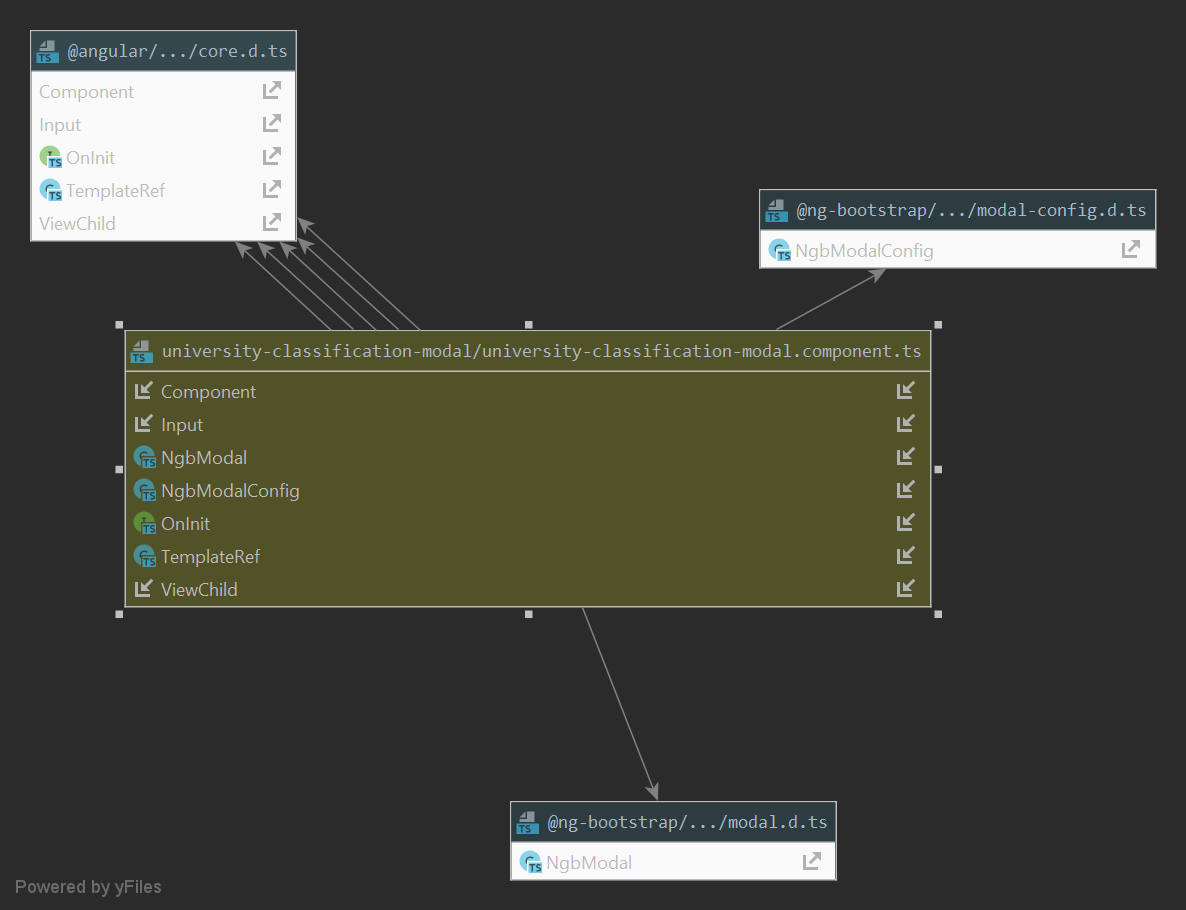 @angular/.../core.d.ts
Component
Input
OnInit
TemplateRef
ViewChild
@ng-bootstrap/.../modal-config.d.ts
NgbModalConfig
university-classification-modal/university-classification-modal.component.ts
Component
Input
NgbModal
NgbModalConfig
OnInit
TemplateRef
ViewChild
@ng-bootstrap/.../modal.d.ts
NgbModal
Powered by yFiles